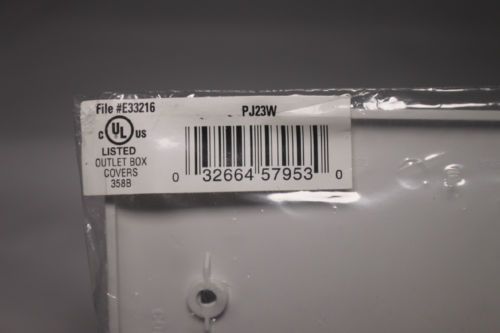 File #E33216
PJ23W
C UL US
LISTED
OUTLET BOX
COVERS
358B
0 32664 57953 0